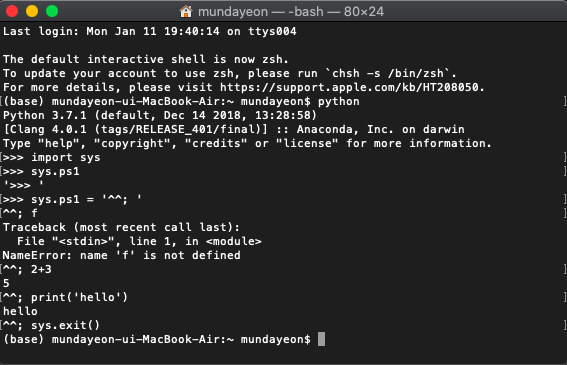 mundayeon — -bash — 80×24
Last login: Mon Jan 11 19:40:14 on ttys004
The default interactive shell is now zsh.
To update your account to use zsh, please run `chsh -s /bin/zsh`.
For more details, please visit https://support.apple.com/kb/HT208050.
[(base) mundayeon-ui-MacBook-Air:~ mundayeon$ python ]
Python 3.7.1 (default, Dec 14 2018, 13:28:58)
[Clang 4.0.1 (tags/RELEASE_401/final)] :: Anaconda, Inc. on darwin
Type "help", "copyright", "credits" or "license" for more information.
[>>> import sys ]
[>>> sys.ps1 ]
'>>> '
[>>> sys.ps1 = '^^; ' ]
[^^; f ]
Traceback (most recent call last):
  File "<stdin>", line 1, in <module>
NameError: name 'f' is not defined
[^^; 2+3 ]
5
[^^; print('hello') ]
hello
[^^; sys.exit() ]
(base) mundayeon-ui-MacBook-Air:~ mundayeon$